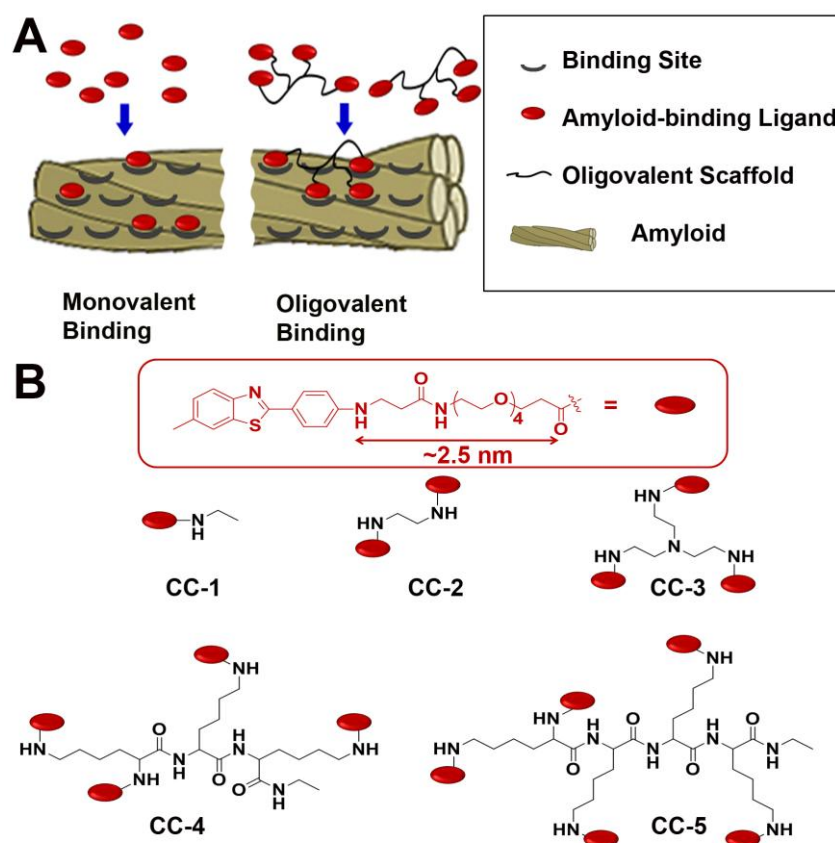 A
Monovalent
Binding
Oligovalent
Binding
Binding Site
Amyloid-binding Ligand
Oligovalent Scaffold
Amyloid
B
N
S
N
H
O
N
H
O
4
O
=
~2.5 nm
N
H
CC-1
NH
HN
CC-2
HN
N
HN
NH
CC-3
NH
HN
NH
O
N
H
O
H
N
O
N
H
NH
CC-4
NH
HN
HN
O
H
N
O
H
N
O
H
N
O
H
N
HN
HN
CC-5